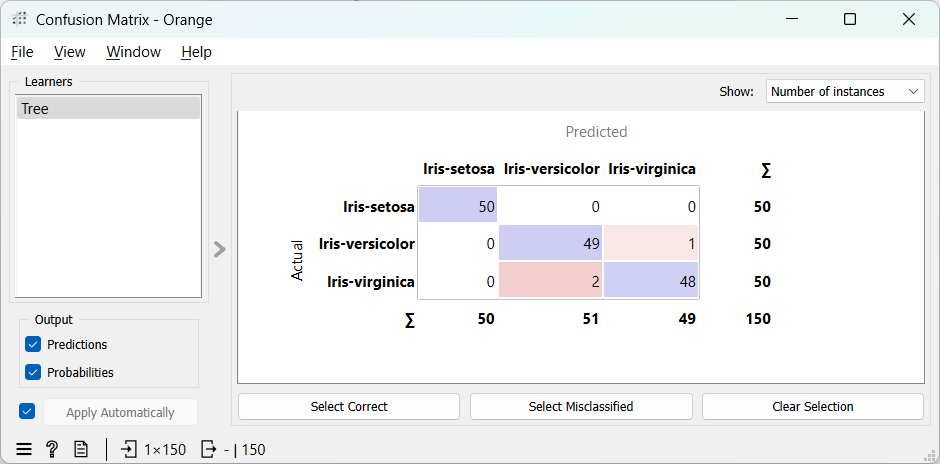 Confusion Matrix - Orange
File View Window Help
Learners
Tree
Output
Predictions
Probabilities
Apply Automatically
Show: Number of instances
Predicted
Iris-setosa Iris-versicolor Iris-virginica ∑
Actual
Iris-setosa 50 0 0 50
Iris-versicolor 0 49 1 50
Iris-virginica 0 2 48 50
∑ 50 51 49 150
Select Correct Select Misclassified Clear Selection
1×150 - | 150